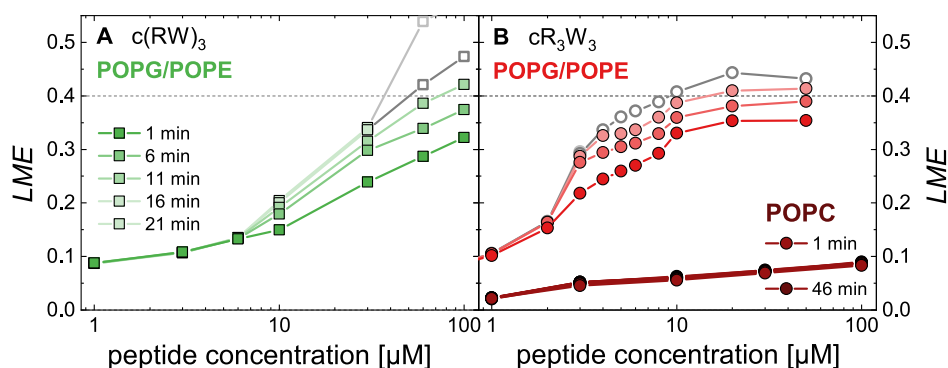 A c(RW)₃
POPG/POPE
1 min
6 min
11 min
16 min
21 min
LME
0.5
0.4
0.3
0.2
0.1
0.0
1
10
100
peptide concentration [µM]
B cR₃W₃
POPG/POPE
POPC
1 min
46 min
1
10
100
peptide concentration [µM]
0.5
0.4
0.3
0.2
0.1
0.0
LME